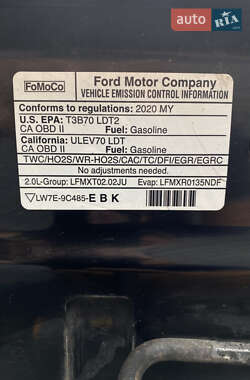 AUTO.RIA.com
FoMoCo
Ford Motor Company
VEHICLE EMISSION CONTROL INFORMATION
Conforms to regulations: 2020 MY
U.S. EPA: T3B70 LDT2
CA OBD II Fuel: Gasoline
California: ULEV70 LDT
CA OBD II Fuel: Gasoline
TWC/HO2S/WR-HO2S/CAC/TC/DFI/EGR/EGRC
No adjustments needed.
2.0L-Group: LFMXT02.02JU Evap: LFMXR0135NDF
LW7E-9C485-E B K